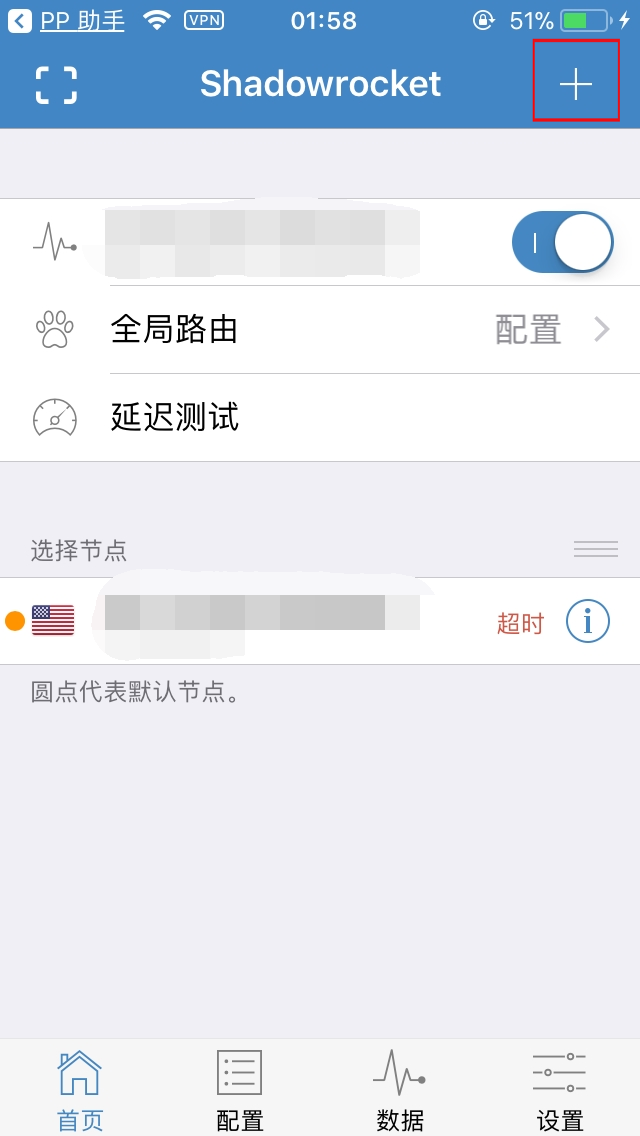 PP 助手 VPN 01:58 51%
Shadowrocket
全局路由 配置
延迟测试
选择节点
超时
圆点代表默认节点。
首页 配置 数据 设置